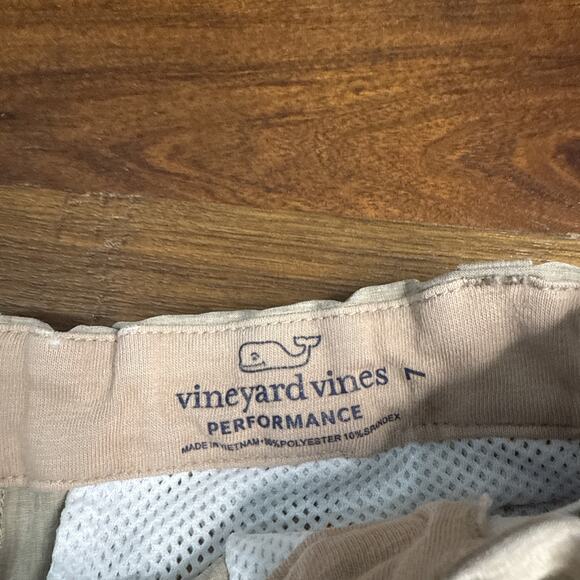 vineyard vines 7
PERFORMANCE
MADE IN VIETNAM • 90% POLYESTER 10% SPANDEX